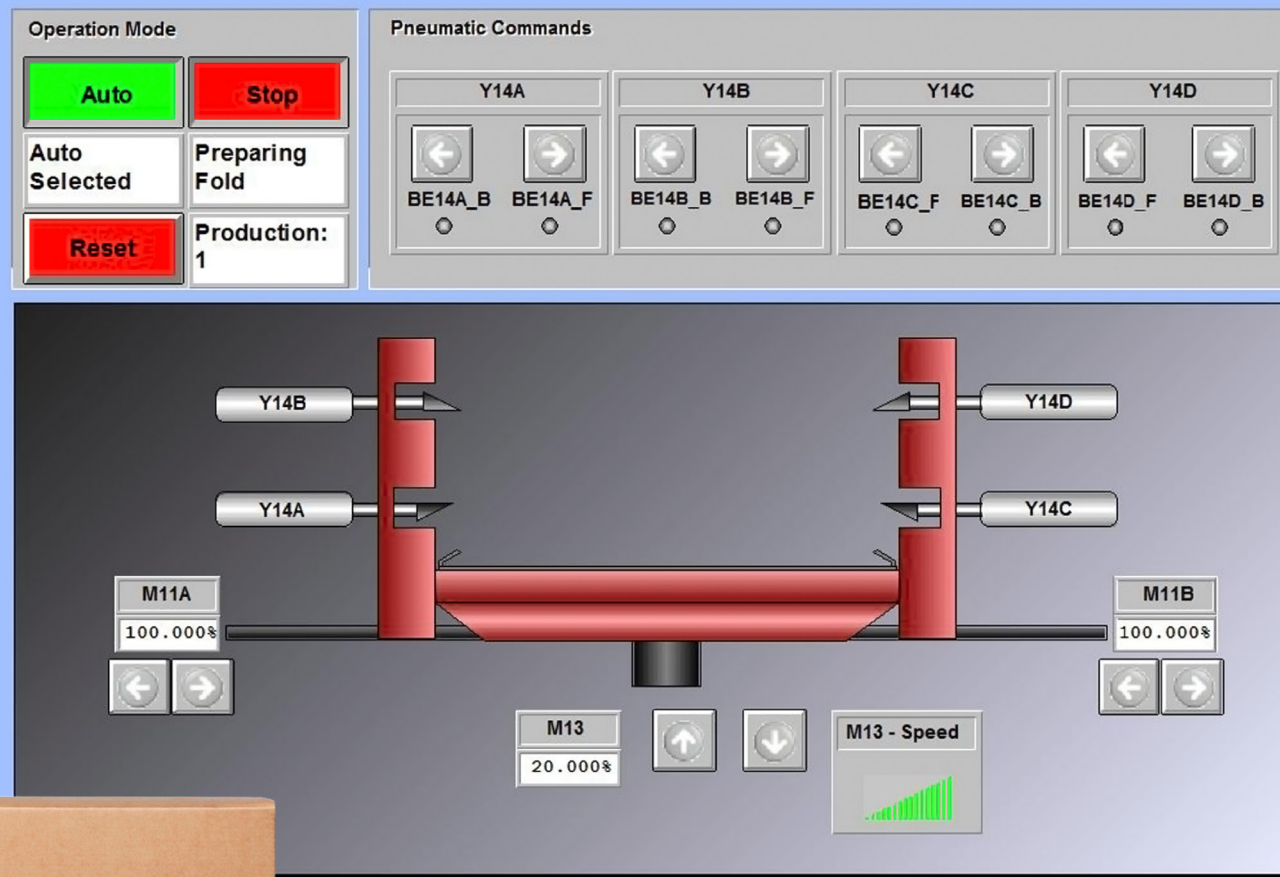 Operation Mode
Auto
Stop
Auto
Selected
Preparing
Fold
Reset
Production:
1
Pneumatic Commands
Y14A
BE14A_B
BE14A_F
Y14B
BE14B_B
BE14B_F
Y14C
BE14C_F
BE14C_B
Y14D
BE14D_F
BE14D_B
Y14B
Y14D
Y14A
Y14C
M11A
100.000%
M11B
100.000%
M13
20.000%
M13 - Speed